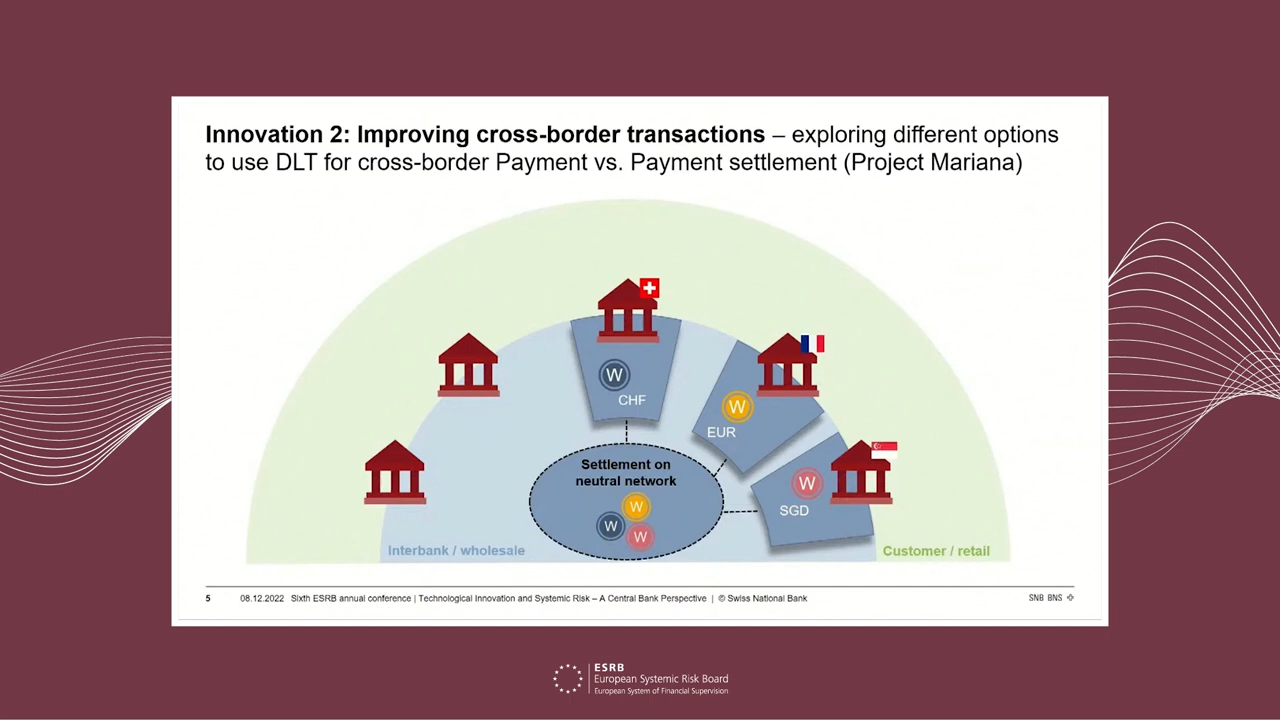 Innovation 2: Improving cross-border transactions – exploring different options
to use DLT for cross-border Payment vs. Payment settlement (Project Mariana)
W
CHF
W
EUR
W
SGD
Settlement on
neutral network
W
W
W
Interbank / wholesale
Customer / retail
5 08.12.2022 Sixth ESRB annual conference | Technological Innovation and Systemic Risk – A Central Bank Perspective | © Swiss National Bank
SNB BNS
ESRB
European Systemic Risk Board
European System of Financial Supervision